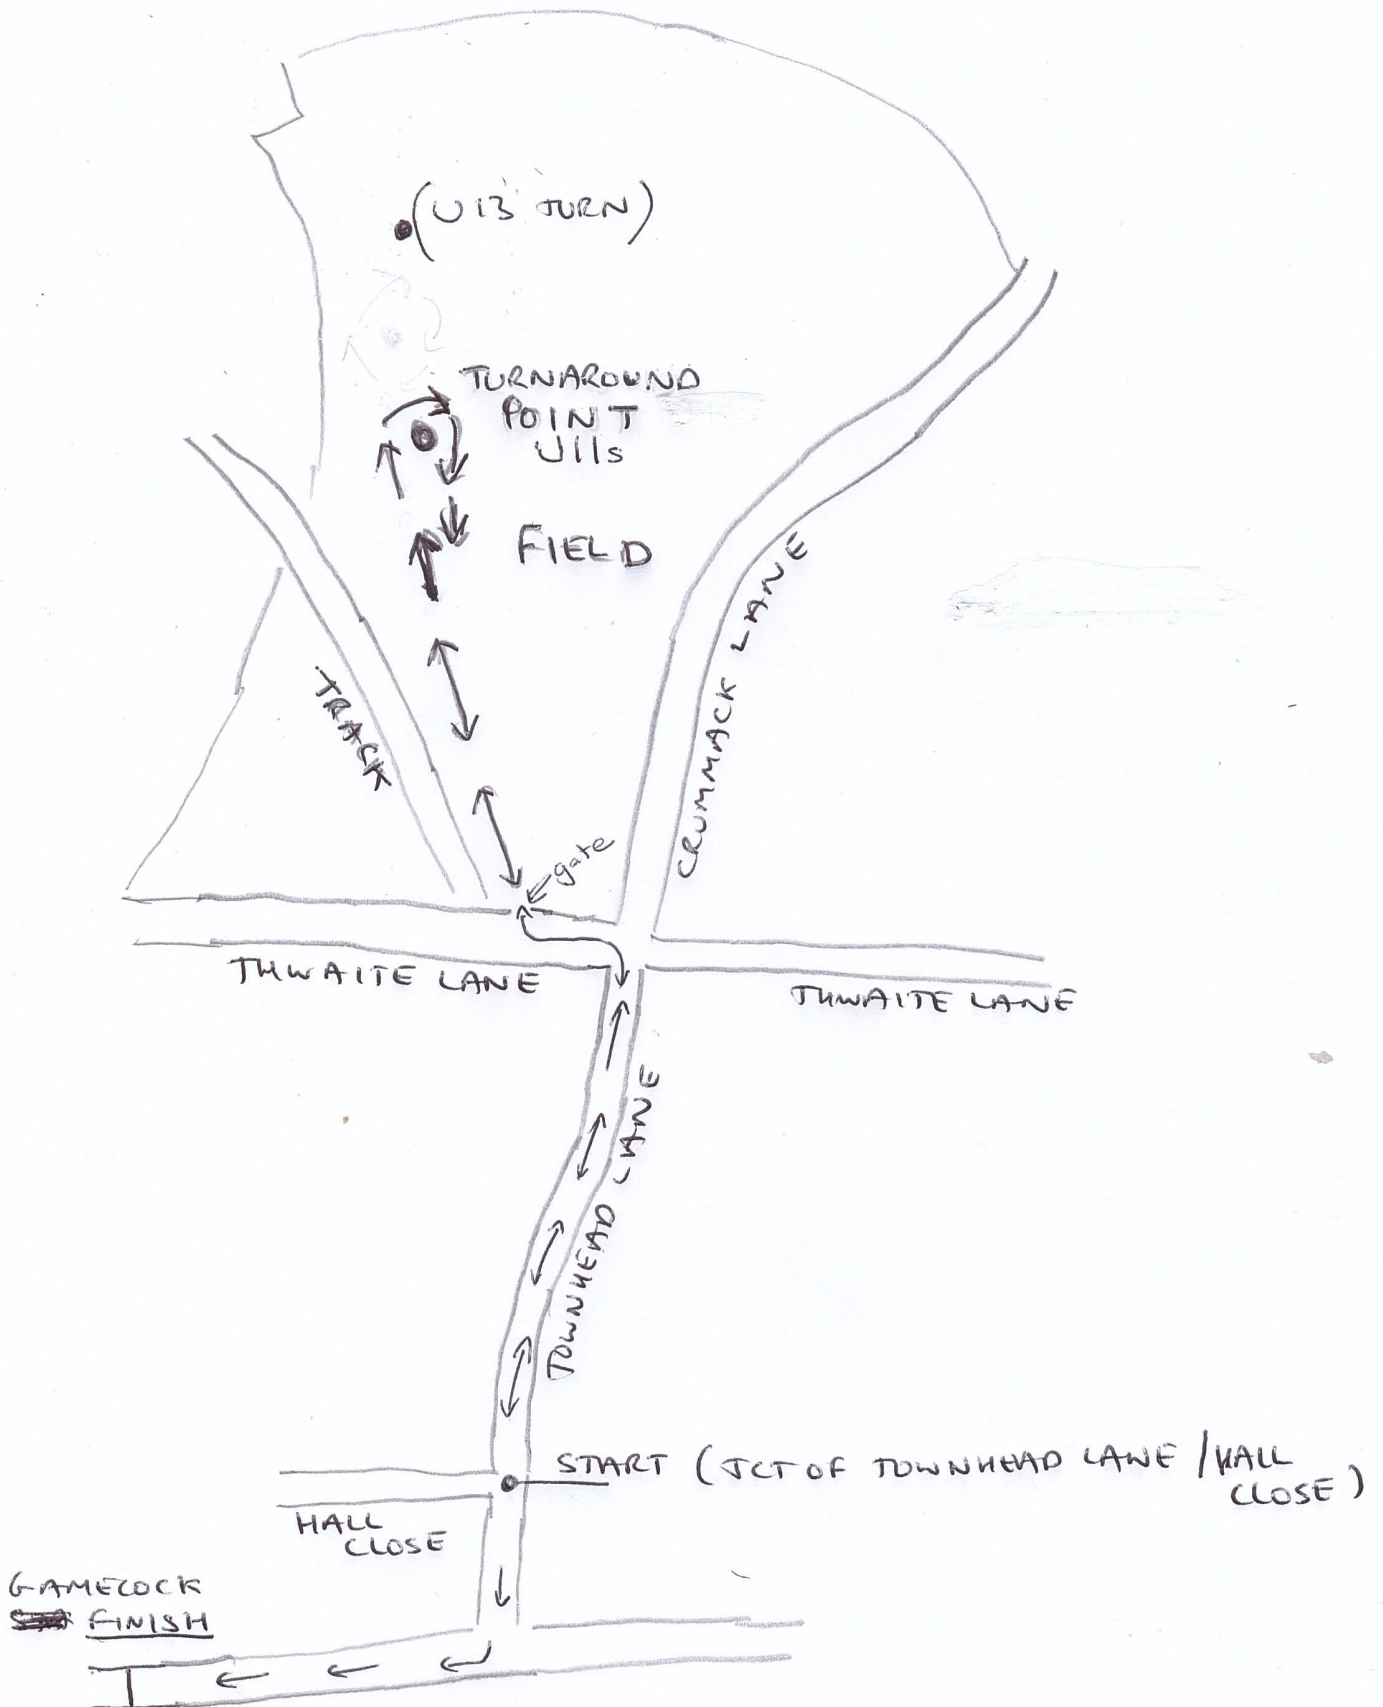 (U13 TURN)
TURNAROUND
POINT
U11s
FIELD
TRACK
CRUMMACK LANE
gate
THWAITE LANE
THWAITE LANE
TOWNHEAD LANE
START (JCT OF TOWNHEAD LANE / HALL
CLOSE)
HALL
CLOSE
GAMECOCK
FINISH